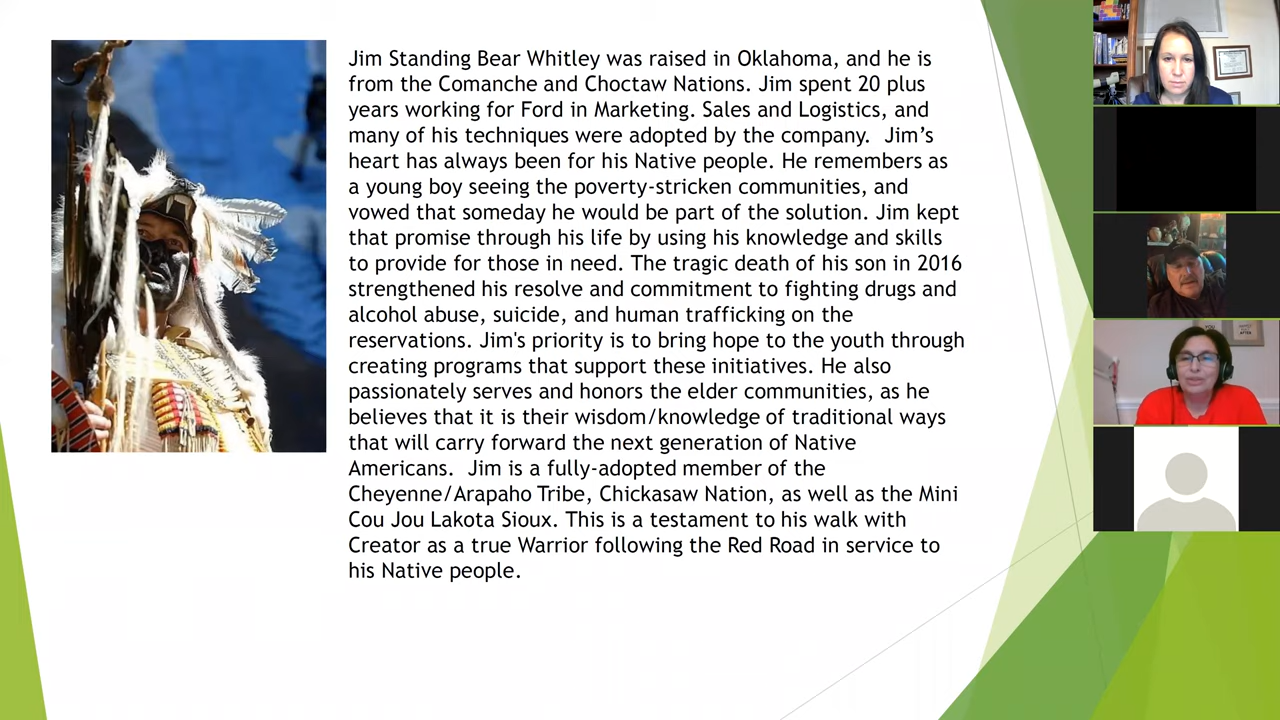 Jim Standing Bear Whitley was raised in Oklahoma, and he is
from the Comanche and Choctaw Nations. Jim spent 20 plus
years working for Ford in Marketing. Sales and Logistics, and
many of his techniques were adopted by the company.  Jim’s
heart has always been for his Native people. He remembers as
a young boy seeing the poverty-stricken communities, and
vowed that someday he would be part of the solution. Jim kept
that promise through his life by using his knowledge and skills
to provide for those in need. The tragic death of his son in 2016
strengthened his resolve and commitment to fighting drugs and
alcohol abuse, suicide, and human trafficking on the
reservations. Jim's priority is to bring hope to the youth through
creating programs that support these initiatives. He also
passionately serves and honors the elder communities, as he
believes that it is their wisdom/knowledge of traditional ways
that will carry forward the next generation of Native
Americans.  Jim is a fully-adopted member of the
Cheyenne/Arapaho Tribe, Chickasaw Nation, as well as the Mini
Cou Jou Lakota Sioux. This is a testament to his walk with
Creator as a true Warrior following the Red Road in service to
his Native people.